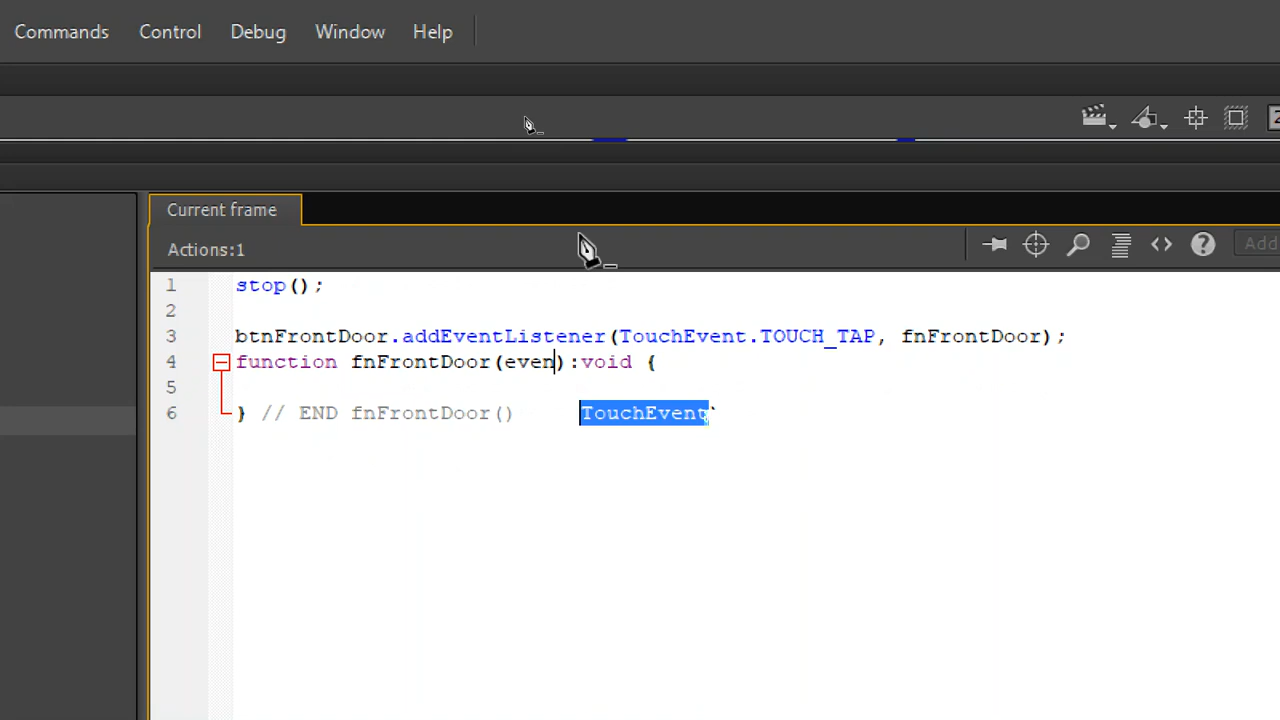 Commands Control Debug Window Help
Current frame
Actions:1
Add
1 stop();
2
3 btnFrontDoor.addEventListener(TouchEvent.TOUCH_TAP, fnFrontDoor);
4 function fnFrontDoor(even):void {
5
6 } // END fnFrontDoor() TouchEvent`